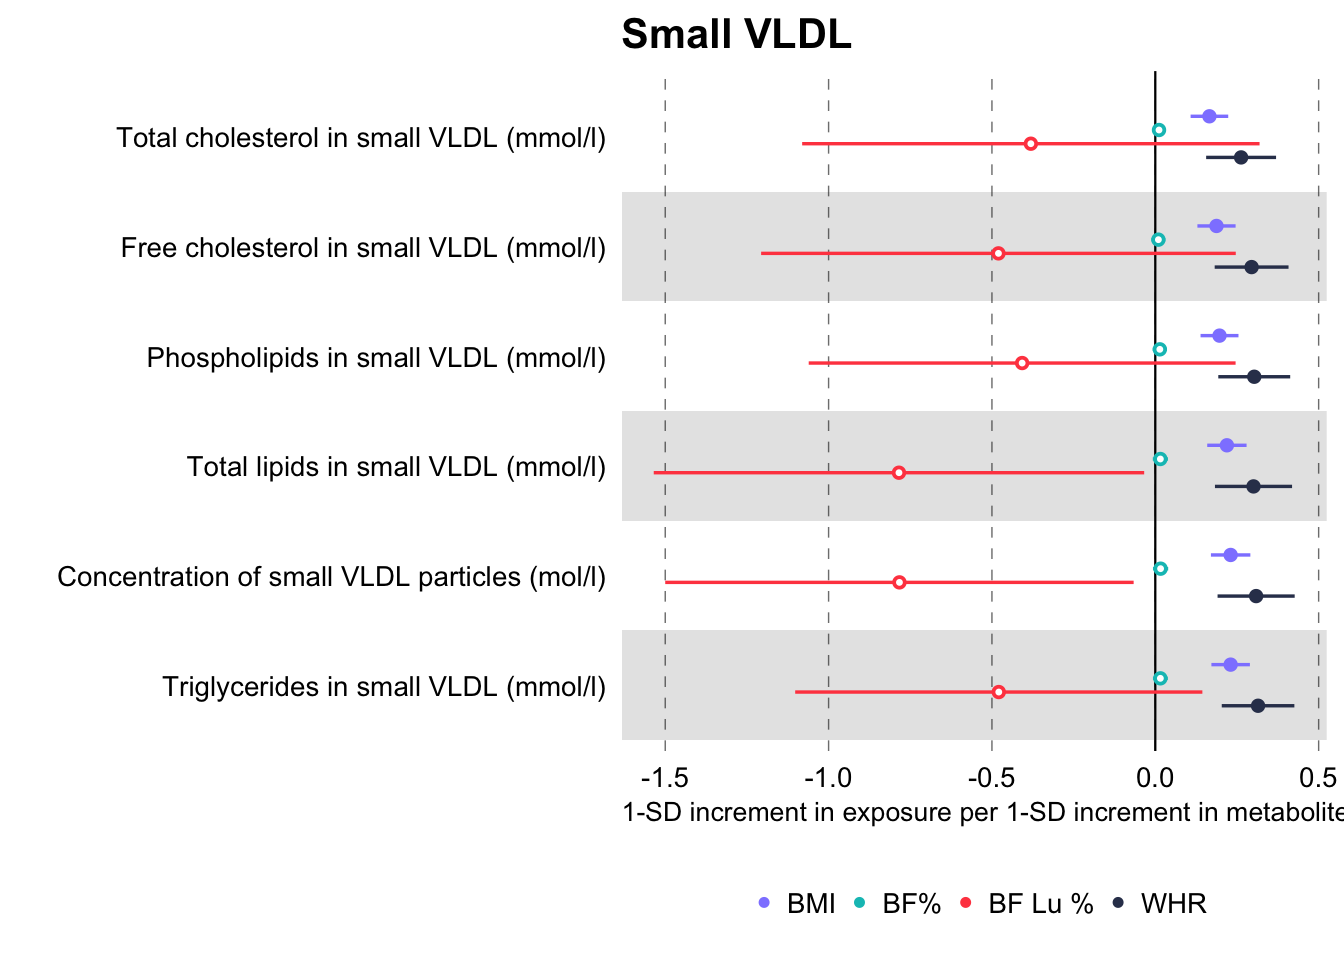 Small VLDL
Total cholesterol in small VLDL (mmol/l)
Free cholesterol in small VLDL (mmol/l)
Phospholipids in small VLDL (mmol/l)
Total lipids in small VLDL (mmol/l)
Concentration of small VLDL particles (mol/l)
Triglycerides in small VLDL (mmol/l)
-1.5 -1.0 -0.5 0.0 0.5
1-SD increment in exposure per 1-SD increment in metabolite
BMI BF% BF Lu % WHR